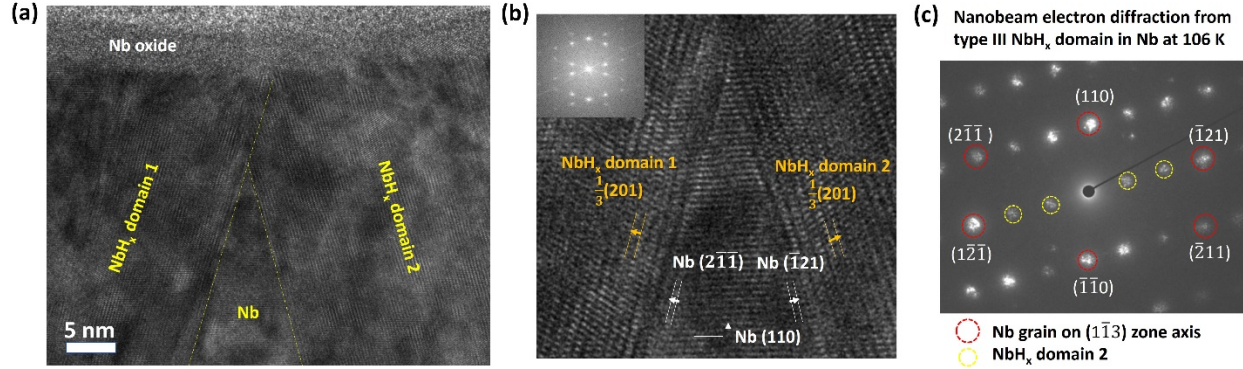 (a)
Nb oxide
NbHₓ domain 1
NbHₓ domain 2
Nb
5 nm
(b)
NbHₓ domain 1
1/3(201)
NbHₓ domain 2
1/3(201)
Nb (21̅1̅)
Nb (1̅21)
Nb (110)
(c)
Nanobeam electron diffraction from
type III NbHₓ domain in Nb at 106 K
(110)
(21̅1̅)
(1̅21)
(12̅1̅)
(2̅11)
(1̅1̅0)
Nb grain on (11̅3) zone axis
NbHₓ domain 2